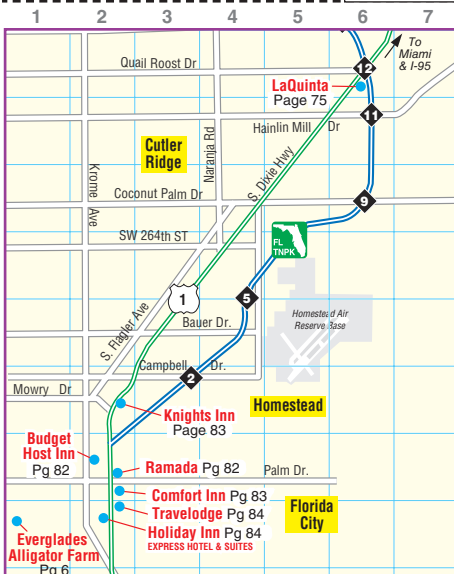 1 2 3 4 5 6 7
To
Miami
& I-95
Quail Roost Dr
12
LaQuinta
Page 75
11
Hainlin Mill Dr
Naranja Rd
Cutler
Ridge
S. Dixie Hwy
Krome Ave
Coconut Palm Dr
9
SW 264th ST
FL
TNPK
1
5
Homestead Air
Reserve Base
S. Flagler Ave
Bauer Dr.
Campbell Dr.
2
Mowry Dr
Homestead
Knights Inn
Page 83
Budget
Host Inn
Pg 82
Ramada Pg 82
Palm Dr.
Comfort Inn Pg 83
Travelodge Pg 84
Florida
City
Holiday Inn Pg 84
EXPRESS HOTEL & SUITES
Everglades
Alligator Farm
Pg 6